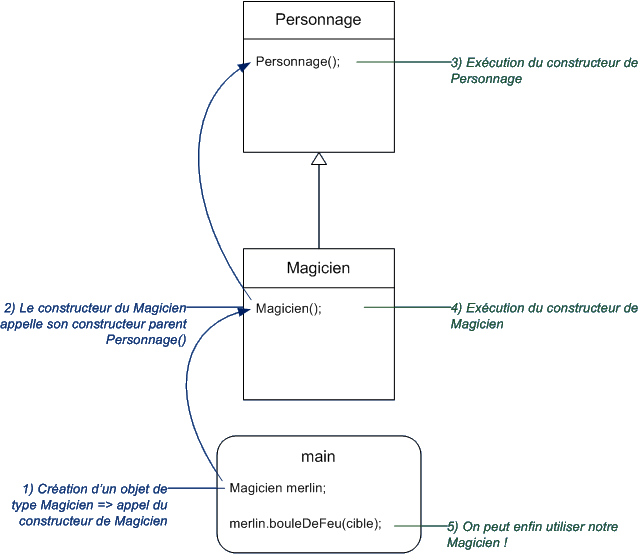 Personnage
Personnage();
3) Exécution du constructeur de
Personnage
Magicien
2) Le constructeur du Magicien
appelle son constructeur parent
Personnage()
Magicien();
4) Exécution du constructeur de
Magicien
main
1) Création d'un objet de
type Magicien => appel du
constructeur de Magicien
Magicien merlin;
merlin.bouleDeFeu(cible);
5) On peut enfin utiliser notre
Magicien !